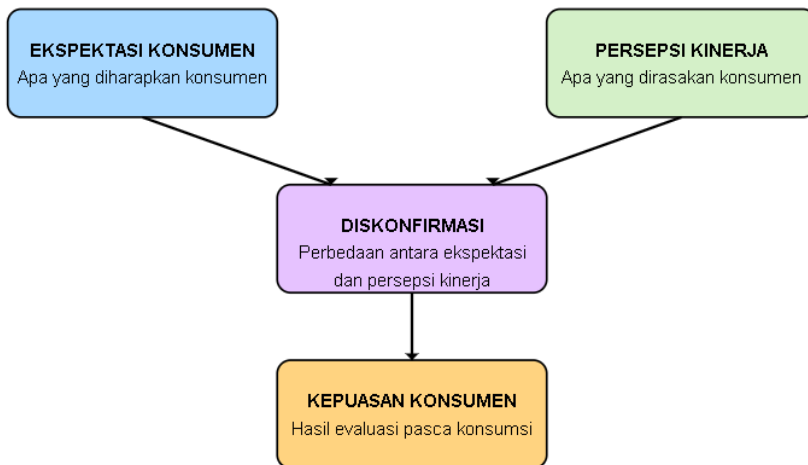 EKSPEKTASI KONSUMEN
Apa yang diharapkan konsumen
PERSEPSI KINERJA
Apa yang dirasakan konsumen
DISKONFIRMASI
Perbedaan antara ekspektasi
dan persepsi kinerja
KEPUASAN KONSUMEN
Hasil evaluasi pasca konsumsi